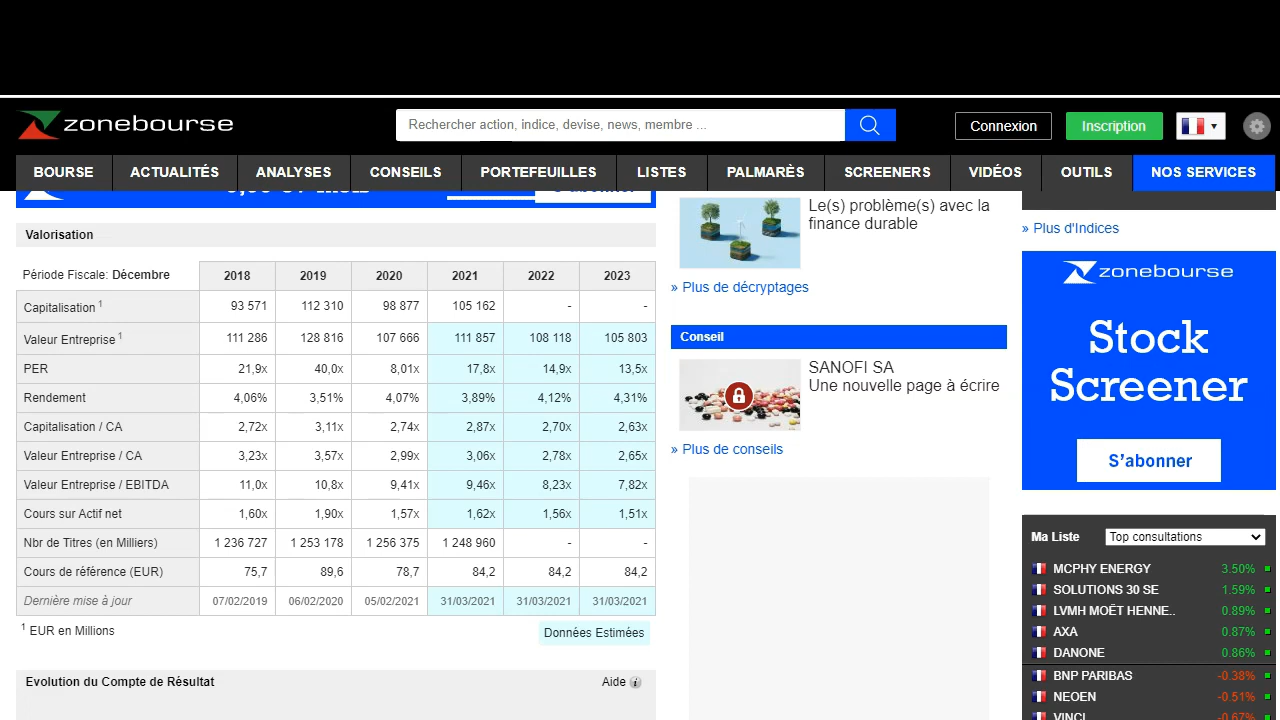 zonebourse
Rechercher action, indice, devise, news, membre ...
Connexion
Inscription
BOURSE ACTUALITÉS ANALYSES CONSEILS PORTEFEUILLES LISTES PALMARÈS SCREENERS VIDÉOS OUTILS NOS SERVICES
Valorisation
Période Fiscale: Décembre 2018 2019 2020 2021 2022 2023
Capitalisation 1 93 571 112 310 98 877 105 162 - -
Valeur Entreprise 1 111 286 128 816 107 666 111 857 108 118 105 803
PER 21,9x 40,0x 8,01x 17,8x 14,9x 13,5x
Rendement 4,06% 3,51% 4,07% 3,89% 4,12% 4,31%
Capitalisation / CA 2,72x 3,11x 2,74x 2,87x 2,70x 2,63x
Valeur Entreprise / CA 3,23x 3,57x 2,99x 3,06x 2,78x 2,65x
Valeur Entreprise / EBITDA 11,0x 10,8x 9,41x 9,46x 8,23x 7,82x
Cours sur Actif net 1,60x 1,90x 1,57x 1,62x 1,56x 1,51x
Nbr de Titres (en Milliers) 1 236 727 1 253 178 1 256 375 1 248 960 - -
Cours de référence (EUR) 75,7 89,6 78,7 84,2 84,2 84,2
Dernière mise à jour 07/02/2019 06/02/2020 05/02/2021 31/03/2021 31/03/2021 31/03/2021
1 EUR en Millions
Données Estimées
Evolution du Compte de Résultat
Aide
Le(s) problème(s) avec la
finance durable
» Plus de décryptages
Conseil
SANOFI SA
Une nouvelle page à écrire
» Plus de conseils
» Plus d'Indices
zonebourse
Stock
Screener
S'abonner
Ma Liste Top consultations
MCPHY ENERGY 3.50%
SOLUTIONS 30 SE 1.59%
LVMH MOËT HENNE.. 0.89%
AXA 0.87%
DANONE 0.86%
BNP PARIBAS -0.38%
NEOEN -0.51%
VINCI -0.67%